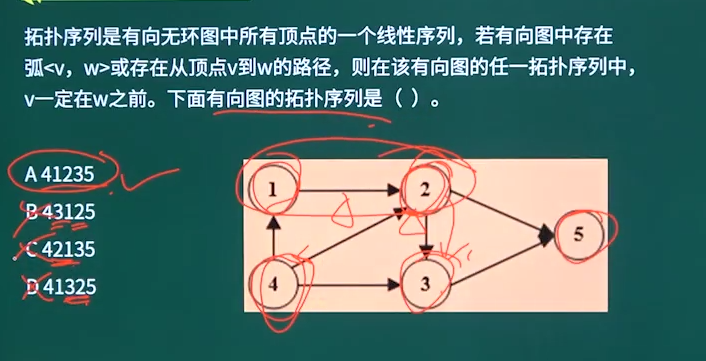 拓扑序列是有向无环图中所有顶点的一个线性序列，若有向图中存在
弧<v，w>或存在从顶点v到w的路径，则在该有向图的任一拓扑序列中，
v一定在w之前。下面有向图的拓扑序列是（ ）。
A 41235
B 43125
C 42135
D 41325
1 2
5
4 3